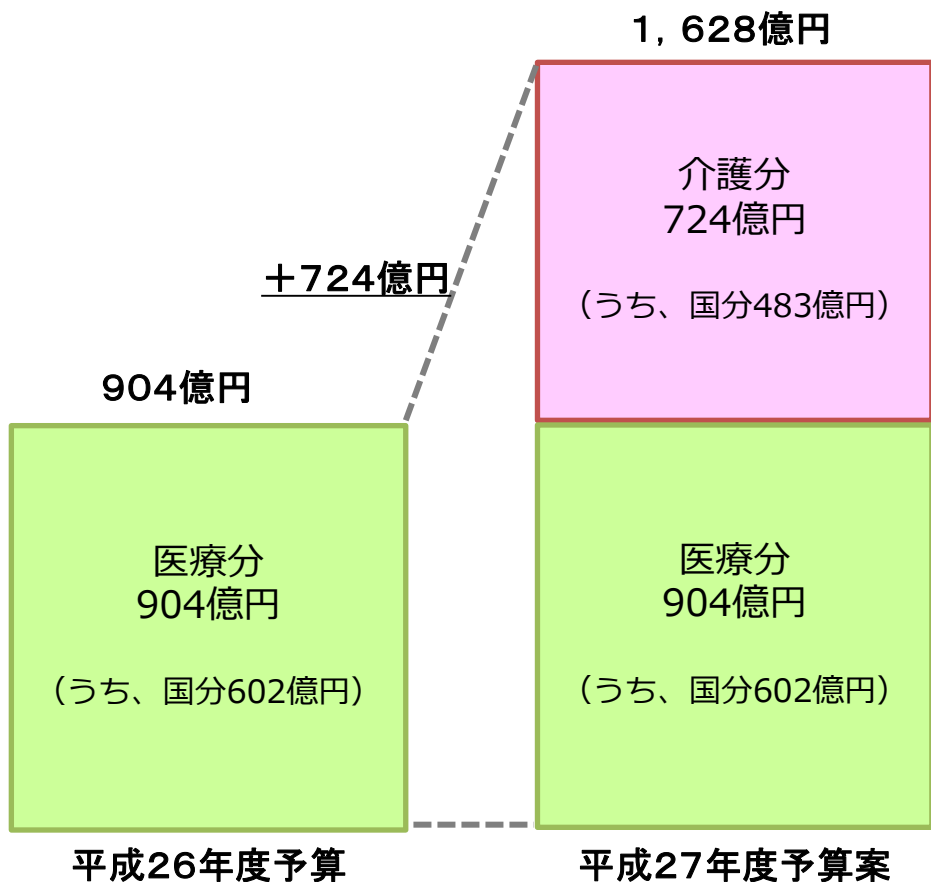 1，628億円
介護分
724億円
（うち、国分483億円）
＋724億円
904億円
医療分
904億円
（うち、国分602億円）
医療分
904億円
（うち、国分602億円）
平成26年度予算
平成27年度予算案